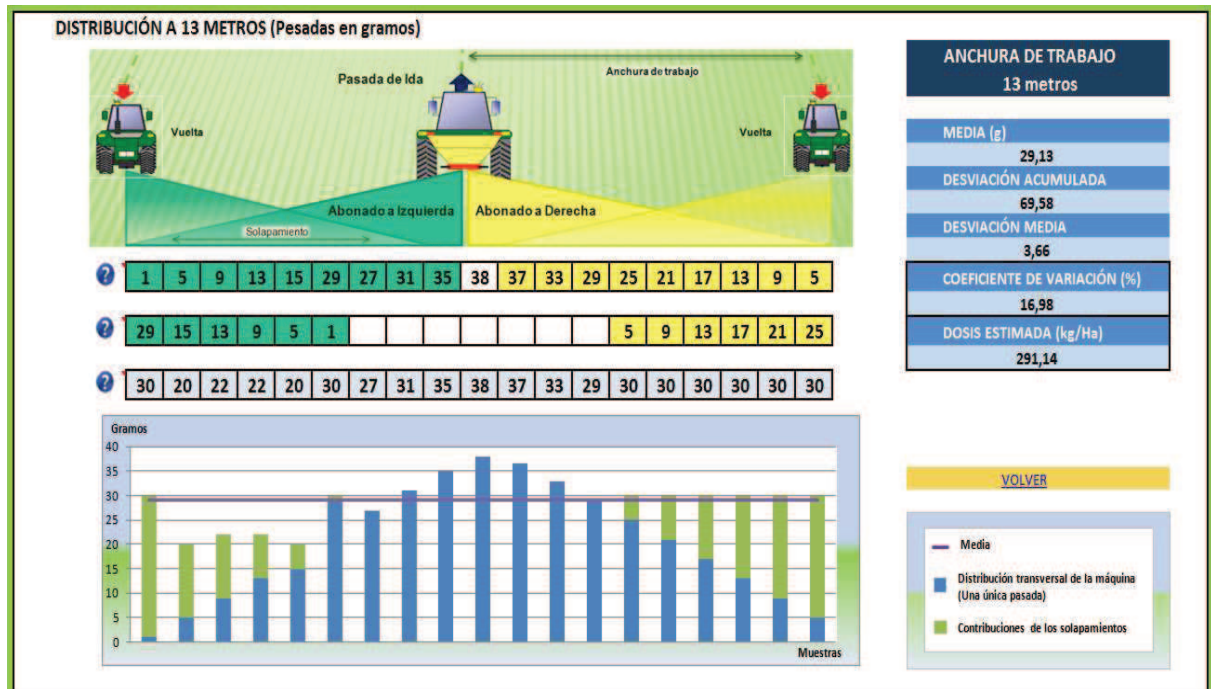 DISTRIBUCIÓN A 13 METROS (Pesadas en gramos)
Pasada de Ida
Anchura de trabajo
Vuelta
Vuelta
Abonado a Izquierda
Abonado a Derecha
Solapamiento
? 1 5 9 13 15 29 27 31 35 38 37 33 29 25 21 17 13 9 5
? 29 15 13 9 5 1 5 9 13 17 21 25
? 30 20 22 22 20 30 27 31 35 38 37 33 29 30 30 30 30 30 30
Gramos
40
35
30
25
20
15
10
5
0
Muestras
ANCHURA DE TRABAJO
13 metros
MEDIA (g)
29,13
DESVIACIÓN ACUMULADA
69,58
DESVIACIÓN MEDIA
3,66
COEFICIENTE DE VARIACIÓN (%)
16,98
DOSIS ESTIMADA (kg/Ha)
291,14
VOLVER
Media
Distribución transversal de la máquina
(Una única pasada)
Contribuciones de los solapamientos